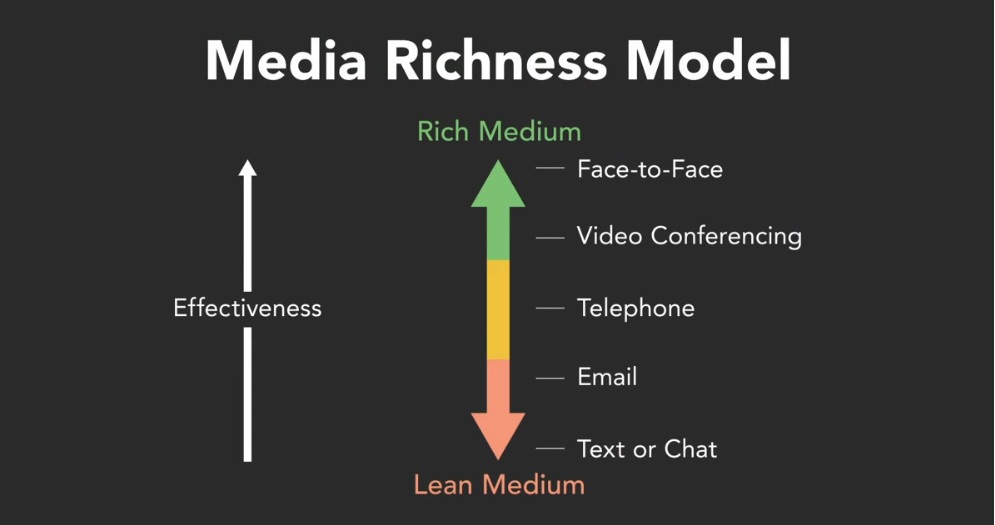 Media Richness Model
Rich Medium
Face-to-Face
Video Conferencing
Effectiveness
Telephone
Email
Text or Chat
Lean Medium